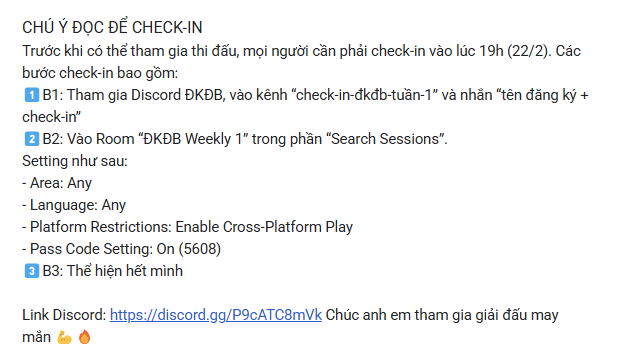 CHÚ Ý ĐỌC ĐỂ CHECK-IN
Trước khi có thể tham gia thi đấu, mọi người cần phải check-in vào lúc 19h (22/2). Các
bước check-in bao gồm:
1️⃣ B1: Tham gia Discord ĐKĐB, vào kênh “check-in-đkđb-tuần-1” và nhắn “tên đăng ký +
check-in”
2️⃣ B2: Vào Room “ĐKĐB Weekly 1” trong phần “Search Sessions”.
Setting như sau:
- Area: Any
- Language: Any
- Platform Restrictions: Enable Cross-Platform Play
- Pass Code Setting: On (5608)
3️⃣ B3: Thể hiện hết mình
Link Discord: https://discord.gg/P9cATC8mVk Chúc anh em tham gia giải đấu may
mắn 💪 🔥